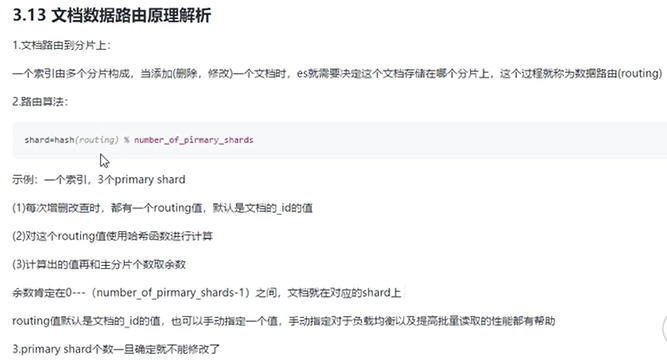 3.13 文档数据路由原理解析
1.文档路由到分片上：
一个索引由多个分片构成，当添加(删除，修改)一个文档时，es就需要决定这个文档存储在哪个分片上，这个过程就称为数据路由(routing)
2.路由算法：
shard=hash(routing) % number_of_pirmary_shards
示例：一个索引，3个primary shard
(1)每次增删改查时，都有一个routing值，默认是文档的_id的值
(2)对这个routing值使用哈希函数进行计算
(3)计算出的值再和主分片个数取余数
余数肯定在0---（number_of_pirmary_shards-1）之间，文档就在对应的shard上
routing值默认是文档的_id的值，也可以手动指定一个值，手动指定对于负载均衡以及提高批量读取的性能都有帮助
3.primary shard个数一旦确定就不能修改了